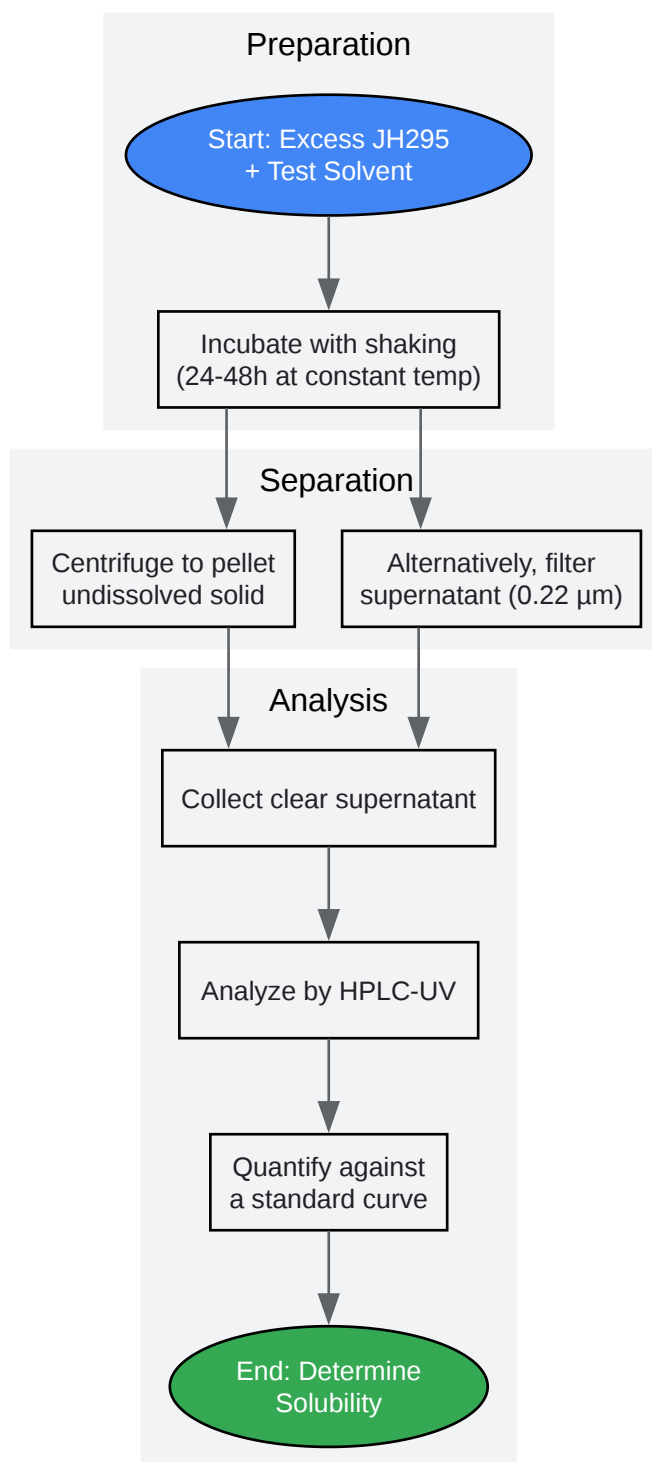 Preparation
Start: Excess JH295
+ Test Solvent
Incubate with shaking
(24-48h at constant temp)
Separation
Centrifuge to pellet
undissolved solid
Alternatively, filter
supernatant (0.22 µm)
Analysis
Collect clear supernatant
Analyze by HPLC-UV
Quantify against
a standard curve
End: Determine
Solubility